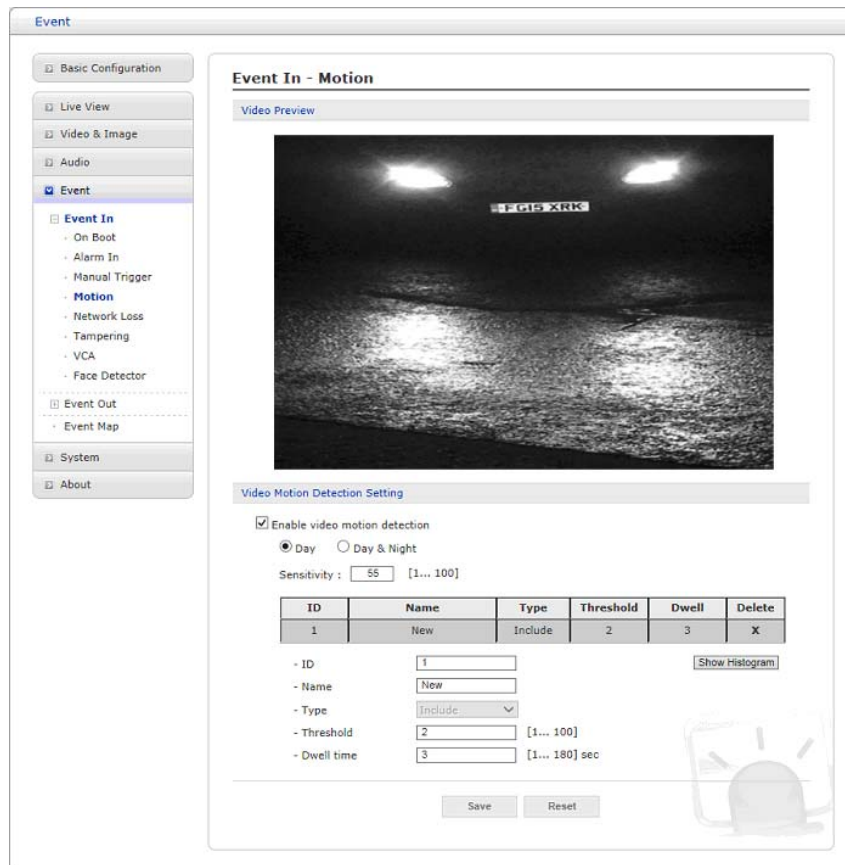 Event
Basic Configuration
Live View
Video & Image
Audio
Event
Event In
On Boot
Alarm In
Manual Trigger
Motion
Network Loss
Tampering
VCA
Face Detector
Event Out
Event Map
System
About
Event In - Motion
Video Preview
FG15 XRK
Video Motion Detection Setting
Enable video motion detection
Day Day & Night
Sensitivity : 55 [1... 100]
ID Name Type Threshold Dwell Delete
1 New Include 2 3 X
- ID 1 Show Histogram
- Name New
- Type Include
- Threshold 2 [1... 100]
- Dwell time 3 [1... 180] sec
Save Reset